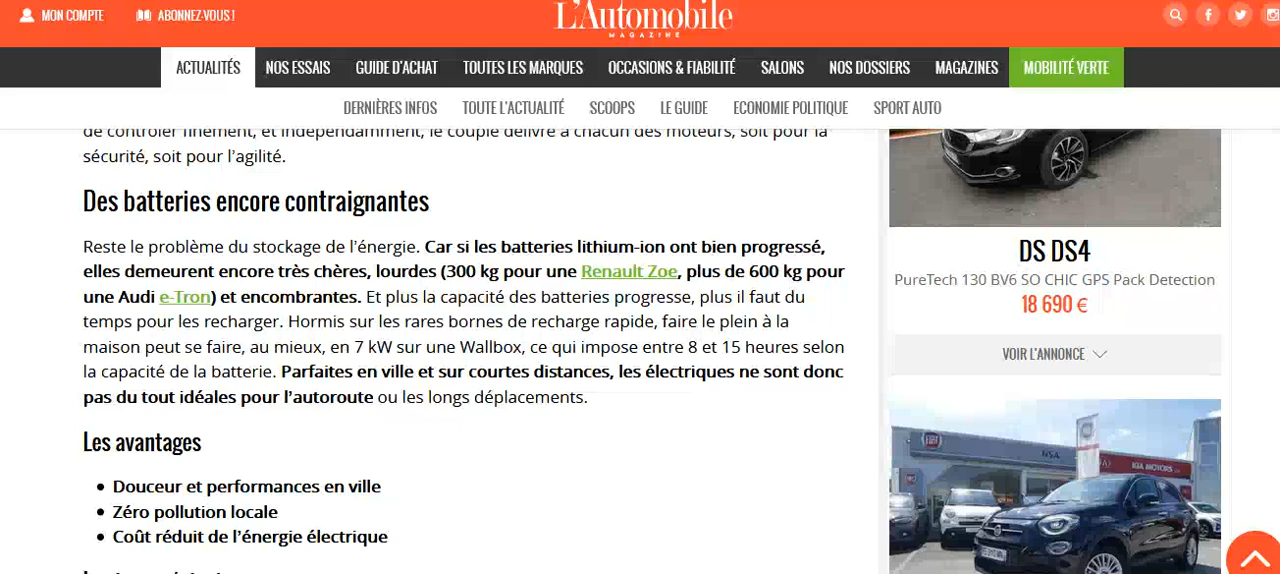 MON COMPTE
ABONNEZ-VOUS !
L'Automobile
MAGAZINE
ACTUALITÉS
NOS ESSAIS
GUIDE D'ACHAT
TOUTES LES MARQUES
OCCASIONS & FIABILITÉ
SALONS
NOS DOSSIERS
MAGAZINES
MOBILITÉ VERTE
DERNIÈRES INFOS
TOUTE L'ACTUALITÉ
SCOOPS
LE GUIDE
ECONOMIE POLITIQUE
SPORT AUTO
de contrôler finement, et indépendamment, le couple délivré à chacun des moteurs, soit pour la
sécurité, soit pour l'agilité.
Des batteries encore contraignantes
Reste le problème du stockage de l'énergie. Car si les batteries lithium-ion ont bien progressé,
elles demeurent encore très chères, lourdes (300 kg pour une Renault Zoe, plus de 600 kg pour
une Audi e-Tron) et encombrantes. Et plus la capacité des batteries progresse, plus il faut du
temps pour les recharger. Hormis sur les rares bornes de recharge rapide, faire le plein à la
maison peut se faire, au mieux, en 7 kW sur une Wallbox, ce qui impose entre 8 et 15 heures selon
la capacité de la batterie. Parfaites en ville et sur courtes distances, les électriques ne sont donc
pas du tout idéales pour l'autoroute ou les longs déplacements.
Les avantages
Douceur et performances en ville
Zéro pollution locale
Coût réduit de l'énergie électrique
DS DS4
PureTech 130 BV6 SO CHIC GPS Pack Detection
18 690 €
VOIR L'ANNONCE
FIAT